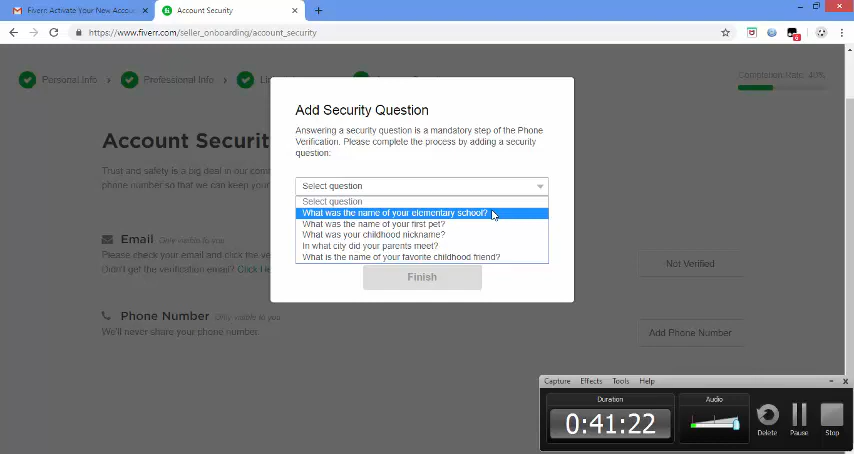 Fiverr: Activate Your New Accou
Account Security
https://www.fiverr.com/seller_onboarding/account_security
Personal Info
Professional Info
Completion Rate: 40%
Add Security Question
Answering a security question is a mandatory step of the Phone
Verification. Please complete the process by adding a security
question:
Select question
Select question
What was the name of your elementary school?
What was the name of your first pet?
What was your childhood nickname?
In what city did your parents meet?
What is the name of your favorite childhood friend?
Finish
Account Securit
Trust and safety is a big deal in our com
phone number so that we can keep your
Email Only visible to you
Please check your email and click the ve
Didn't get the verification email? Click He
Not Verified
Phone Number Only visible to you
We'll never share your phone number.
Add Phone Number
Capture Effects Tools Help
Duration
0:41:22
Audio
Delete
Pause
Stop